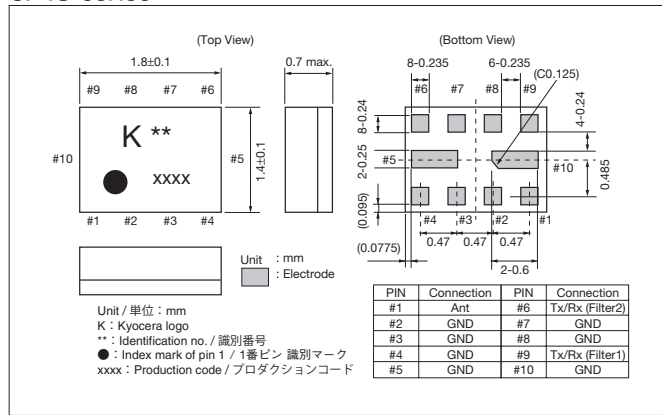 (Top View)
(Bottom View)
1.8±0.1
0.7 max.
8-0.235
6-0.235
(C0.125)
#9 #8 #7 #6
#6 #7 #8 #9
K **
xxxx
#10
#5
1.4±0.1
#1 #2 #3 #4
8-0.24
2-0.25
#5
(0.095)
(0.0775)
4-0.24
#10
0.485
#4 #3 #2 #1
0.47 0.47 0.47
2-0.6
Unit : mm
: Electrode
Unit / 単位：mm
K：Kyocera logo
**：Identification no. / 識別番号
●：Index mark of pin 1 / 1番ピン 識別マーク
xxxx：Production code / プロダクションコード
PIN Connection PIN Connection
#1 Ant #6 Tx/Rx (Filter2)
#2 GND #7 GND
#3 GND #8 GND
#4 GND #9 Tx/Rx (Filter1)
#5 GND #10 GND